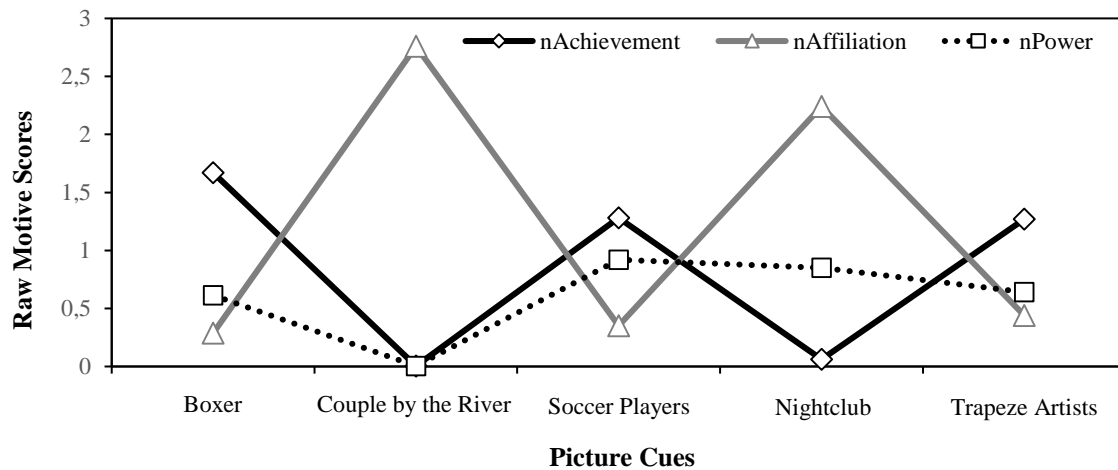 3
2,5
2
1,5
1
0,5
0
Raw Motive Scores
nAchievement nAffiliation nPower
Boxer Couple by the River Soccer Players Nightclub Trapeze Artists
Picture Cues